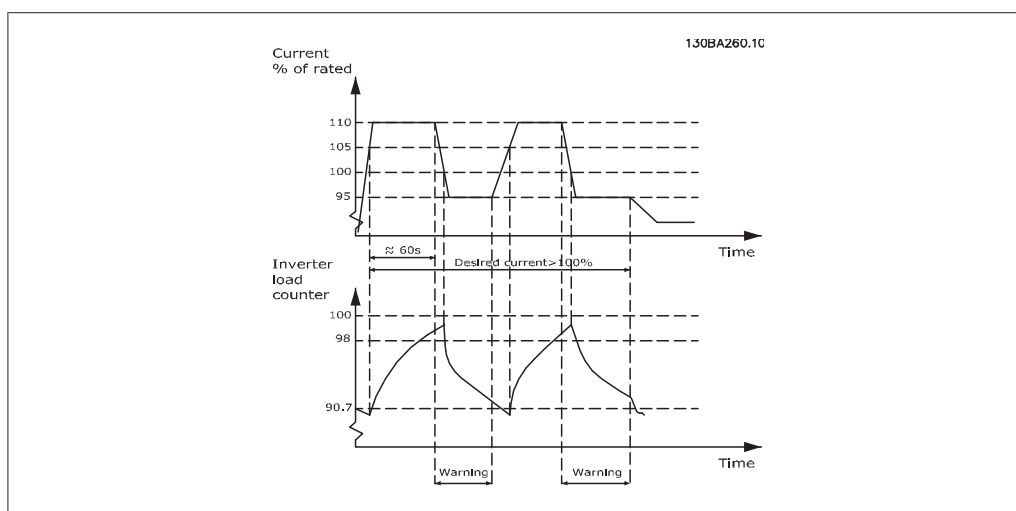 130BA260.10
Current
% of rated
110
105
100
95
Time
≈ 60s
Desired current>100%
Inverter
load
counter
100
98
90.7
Time
Warning
Warning